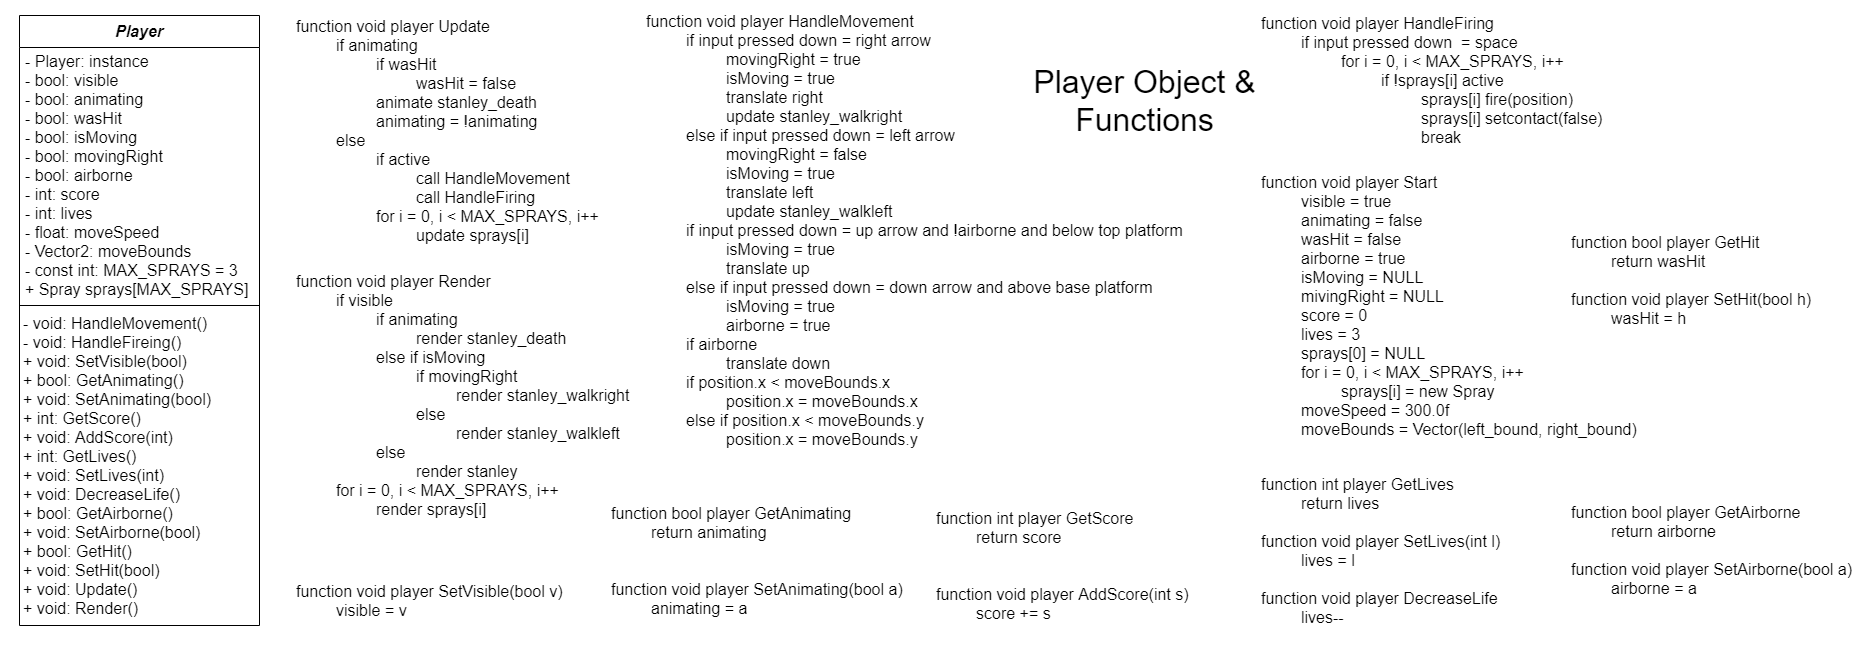 Player
- Player: instance
- bool: visible
- bool: animating
- bool: wasHit
- bool: isMoving
- bool: movingRight
- bool: airborne
- int: score
- int: lives
- float: moveSpeed
- Vector2: moveBounds
- const int: MAX_SPRAYS = 3
+ Spray sprays[MAX_SPRAYS]
- void: HandleMovement()
- void: HandleFireing()
+ void: SetVisible(bool)
+ bool: GetAnimating()
+ void: SetAnimating(bool)
+ int: GetScore()
+ void: AddScore(int)
+ int: GetLives()
+ void: SetLives(int)
+ void: DecreaseLife()
+ bool: GetAirborne()
+ void: SetAirborne(bool)
+ bool: GetHit()
+ void: SetHit(bool)
+ void: Update()
+ void: Render()
function void player Update
if animating
if wasHit
wasHit = false
animate stanley_death
animating = !animating
else
if active
call HandleMovement
call HandleFiring
for i = 0, i < MAX_SPRAYS, i++
update sprays[i]
function void player Render
if visible
if animating
render stanley_death
else if isMoving
if movingRight
render stanley_walkright
else
render stanley_walkleft
else
render stanley
for i = 0, i < MAX_SPRAYS, i++
render sprays[i]
function void player SetVisible(bool v)
visible = v
function void player HandleMovement
if input pressed down = right arrow
movingRight = true
isMoving = true
translate right
update stanley_walkright
else if input pressed down = left arrow
movingRight = false
isMoving = true
translate left
update stanley_walkleft
if input pressed down = up arrow and !airborne and below top platform
isMoving = true
translate up
else if input pressed down = down arrow and above base platform
isMoving = true
airborne = true
if airborne
translate down
if position.x < moveBounds.x
position.x = moveBounds.x
else if position.x < moveBounds.y
position.x = moveBounds.y
function bool player GetAnimating
return animating
function void player SetAnimating(bool a)
animating = a
function int player GetScore
return score
function void player AddScore(int s)
score += s
Player Object &
Functions
function void player HandleFiring
if input pressed down = space
for i = 0, i < MAX_SPRAYS, i++
if !sprays[i] active
sprays[i] fire(position)
sprays[i] setcontact(false)
break
function void player Start
visible = true
animating = false
wasHit = false
airborne = true
isMoving = NULL
mivingRight = NULL
score = 0
lives = 3
sprays[0] = NULL
for i = 0, i < MAX_SPRAYS, i++
sprays[i] = new Spray
moveSpeed = 300.0f
moveBounds = Vector(left_bound, right_bound)
function int player GetLives
return lives
function void player SetLives(int l)
lives = l
function void player DecreaseLife
lives--
function bool player GetHit
return wasHit
function void player SetHit(bool h)
wasHit = h
function bool player GetAirborne
return airborne
function void player SetAirborne(bool a)
airborne = a